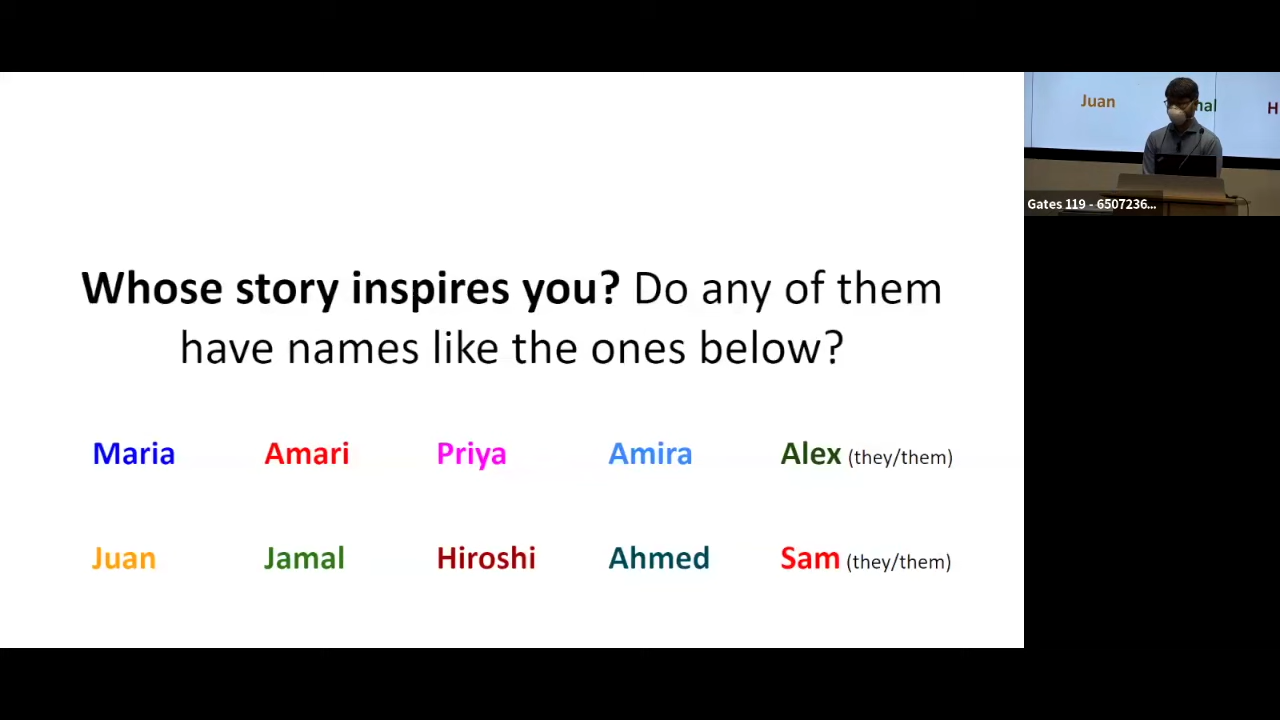 Whose story inspires you? Do any of them
have names like the ones below?
Maria Amari Priya Amira Alex (they/them)
Juan Jamal Hiroshi Ahmed Sam (they/them)
Juan mal H
Gates 119 - 6507236...